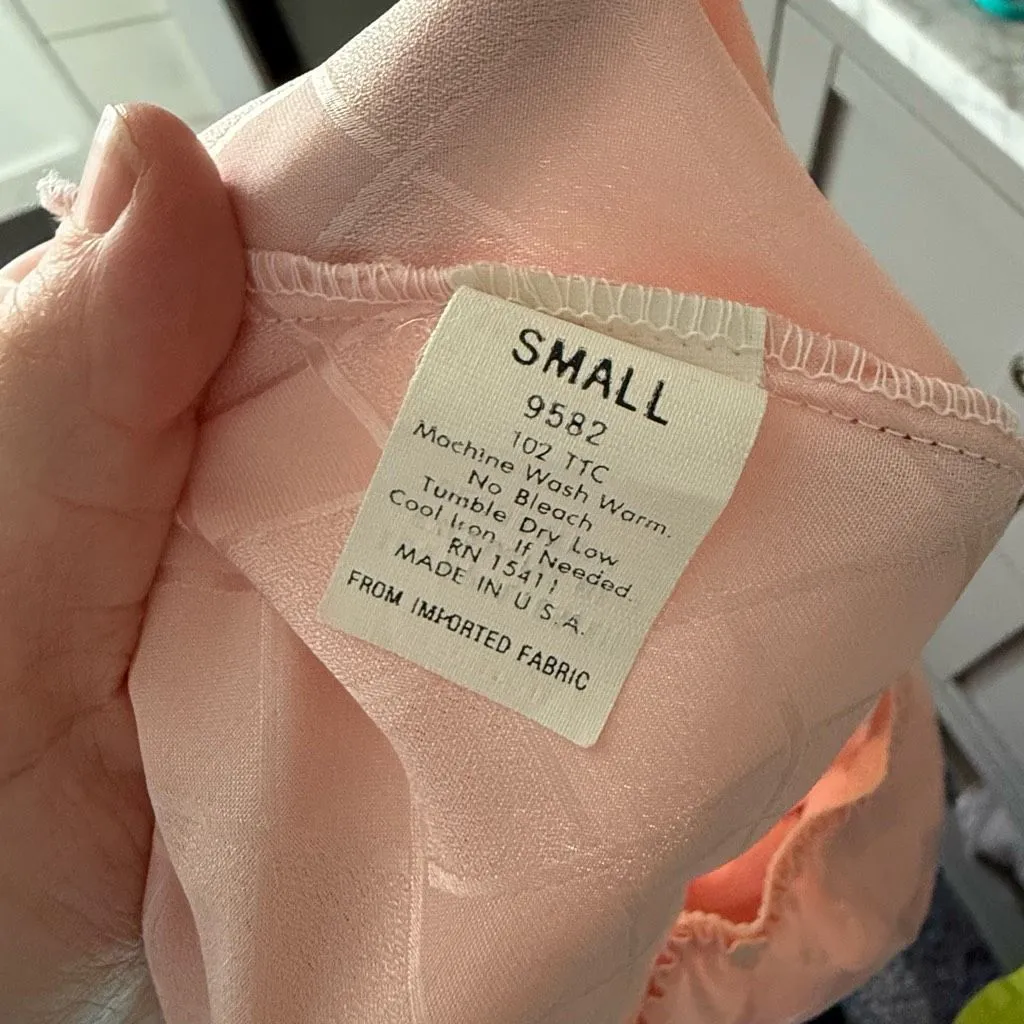 SMALL
9582
102 TTC
Machine Wash Warm.
No Bleach
Tumble Dry Low
Cool Iron. If Needed.
RN 15411
MADE IN U.S.A.
FROM IMPORTED FABRIC